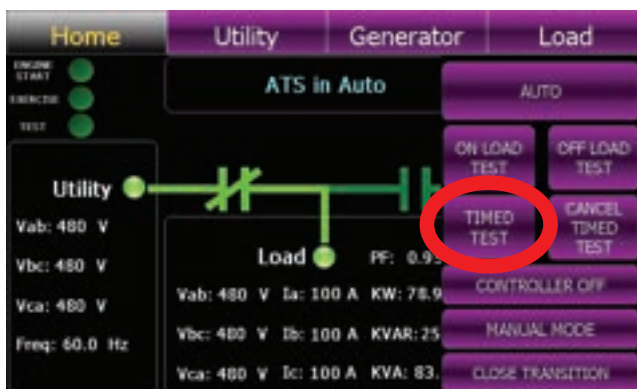 Home Utility Generator Load
ENGINE
START
EXERCISE
TEST
ATS in Auto
AUTO
ON LOAD
TEST
OFF LOAD
TEST
TIMED
TEST
CANCEL
TIMED
TEST
CONTROLLER OFF
MANUAL MODE
CLOSE TRANSITION
Utility
Vab: 480 V
Vbc: 480 V
Vca: 480 V
Freq: 60.0 Hz
Load PF: 0.95
Vab: 480 V Ia: 100 A KW: 78.9
Vbc: 480 V Ib: 100 A KVAR: 25
Vca: 480 V Ic: 100 A KVA: 83.